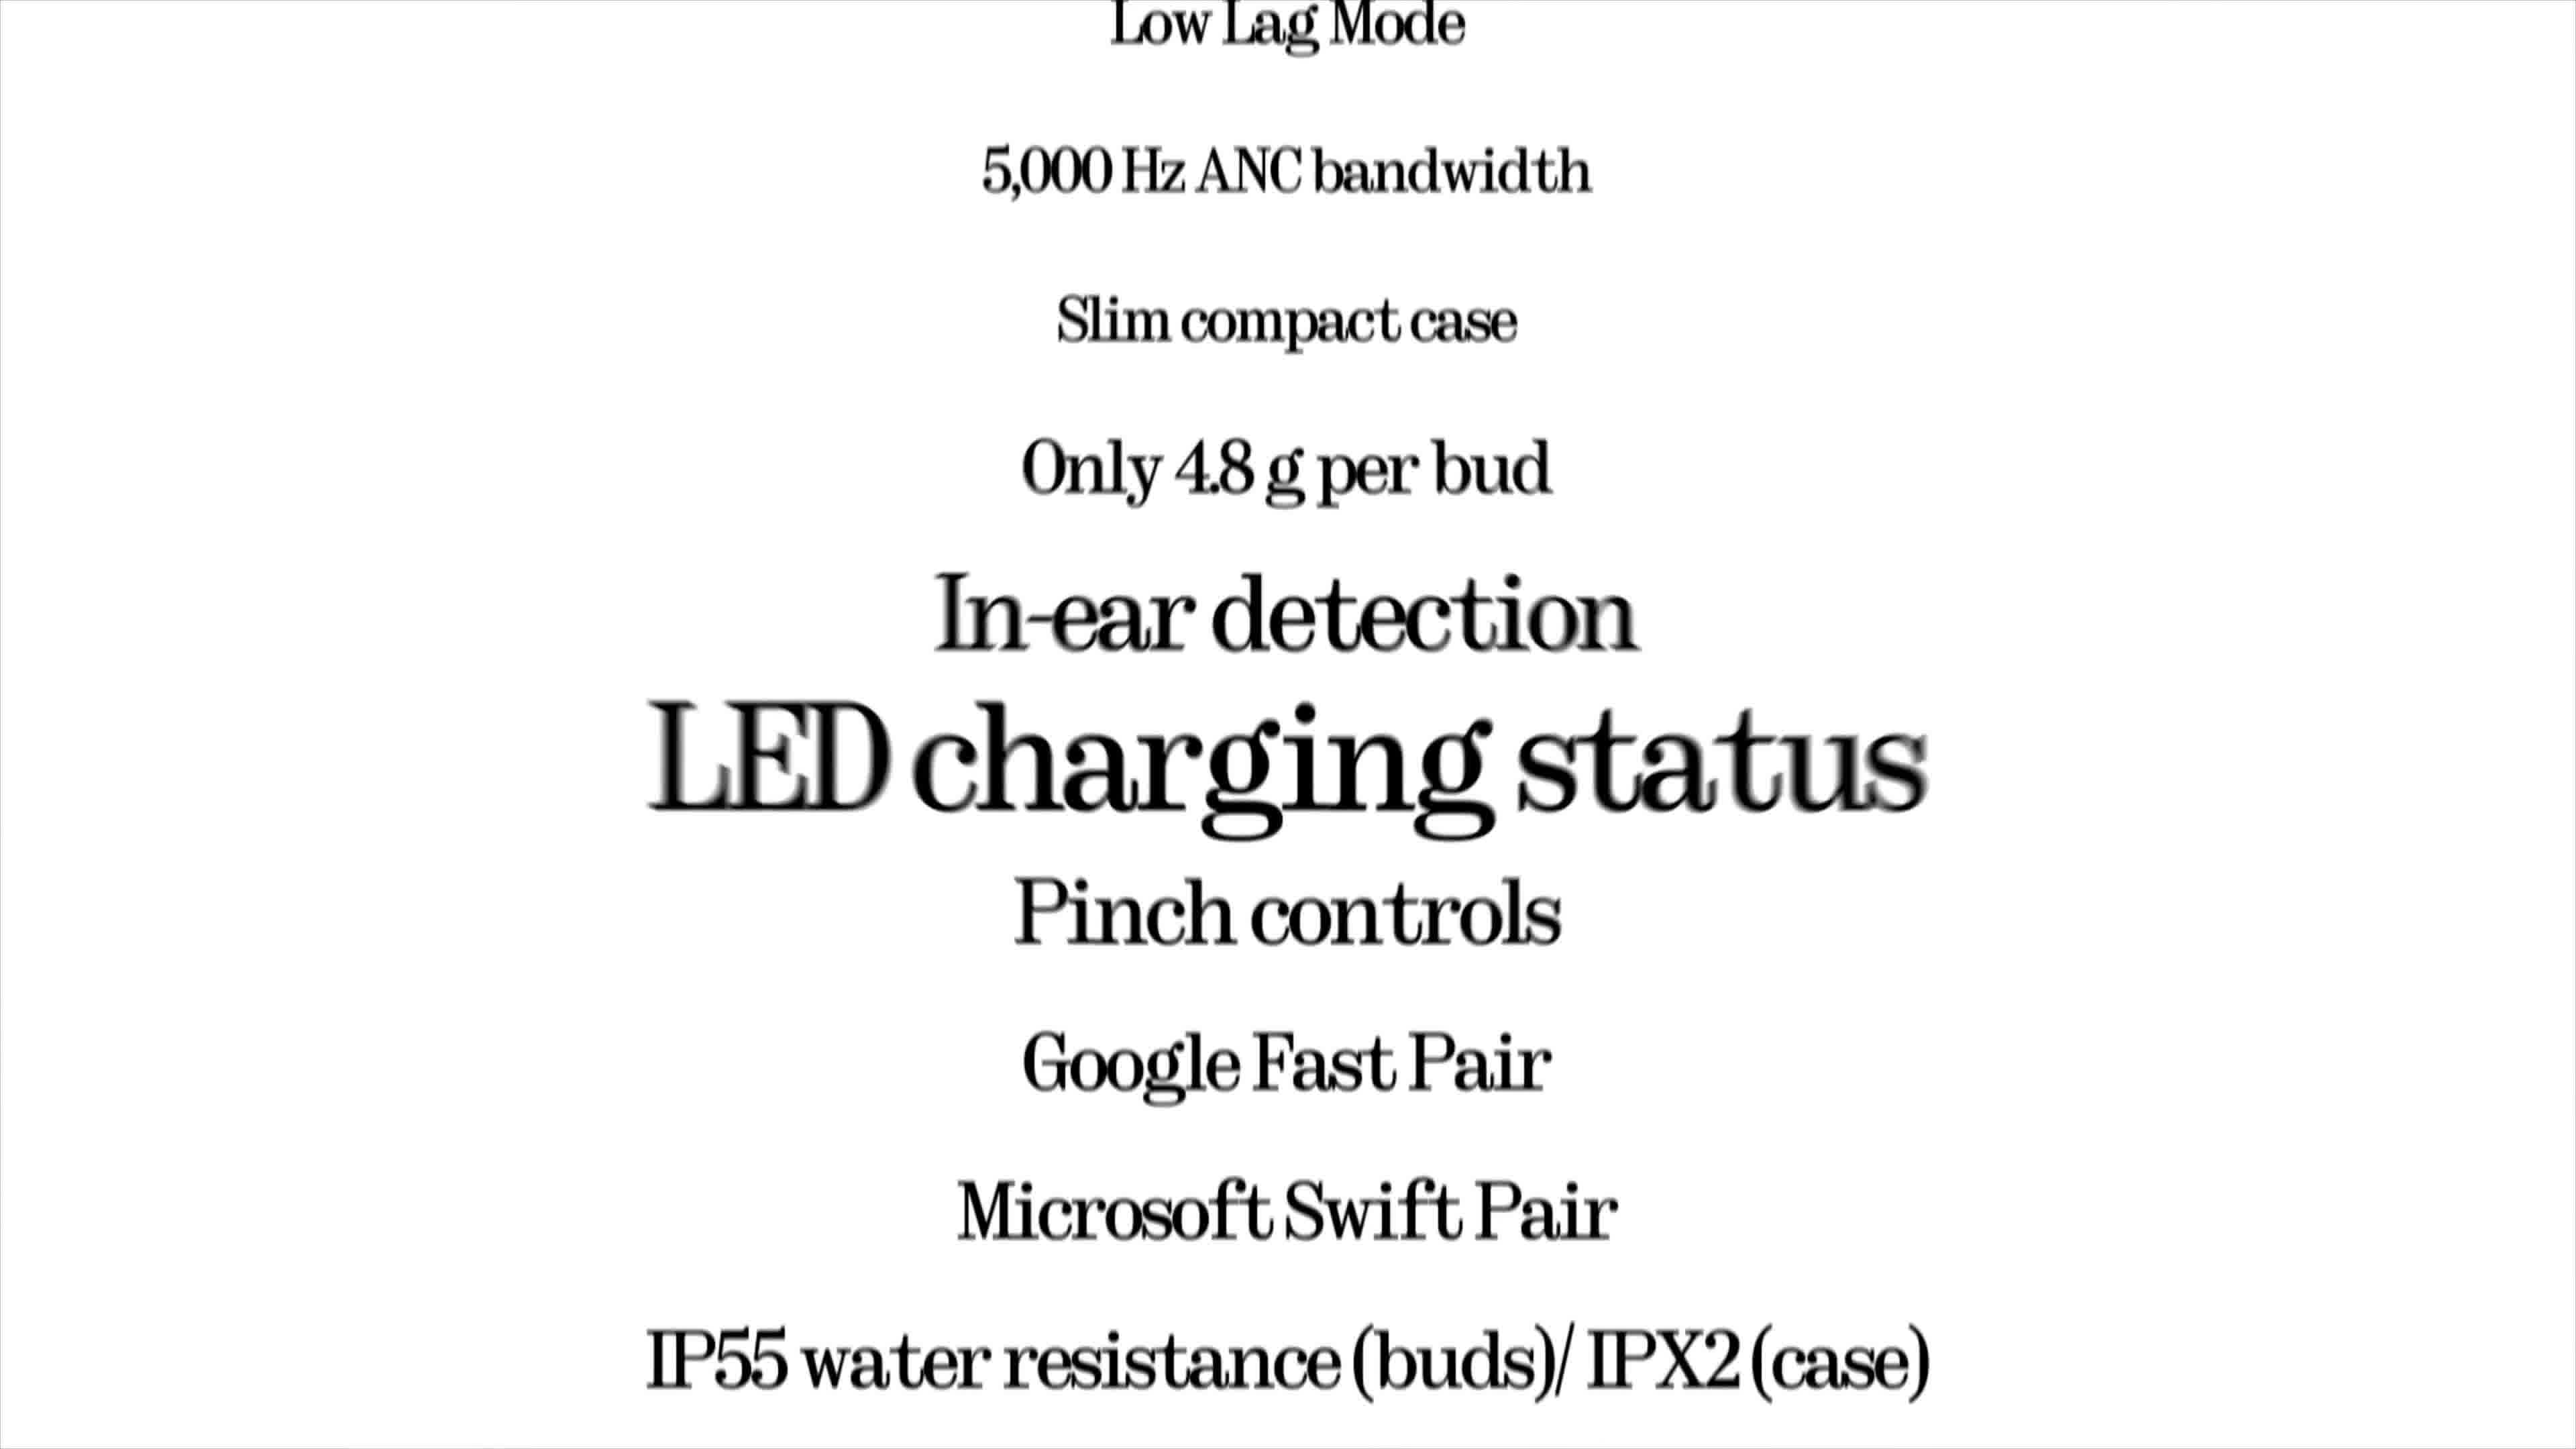 Low Lag Mode
5,000 Hz ANC bandwidth
Slim compact case
Only 4.8 g per bud
In-ear detection
LED charging status
Pinch controls
Google Fast Pair
Microsoft Swift Pair
IP55 water resistance (buds)/ IPX2 (case)